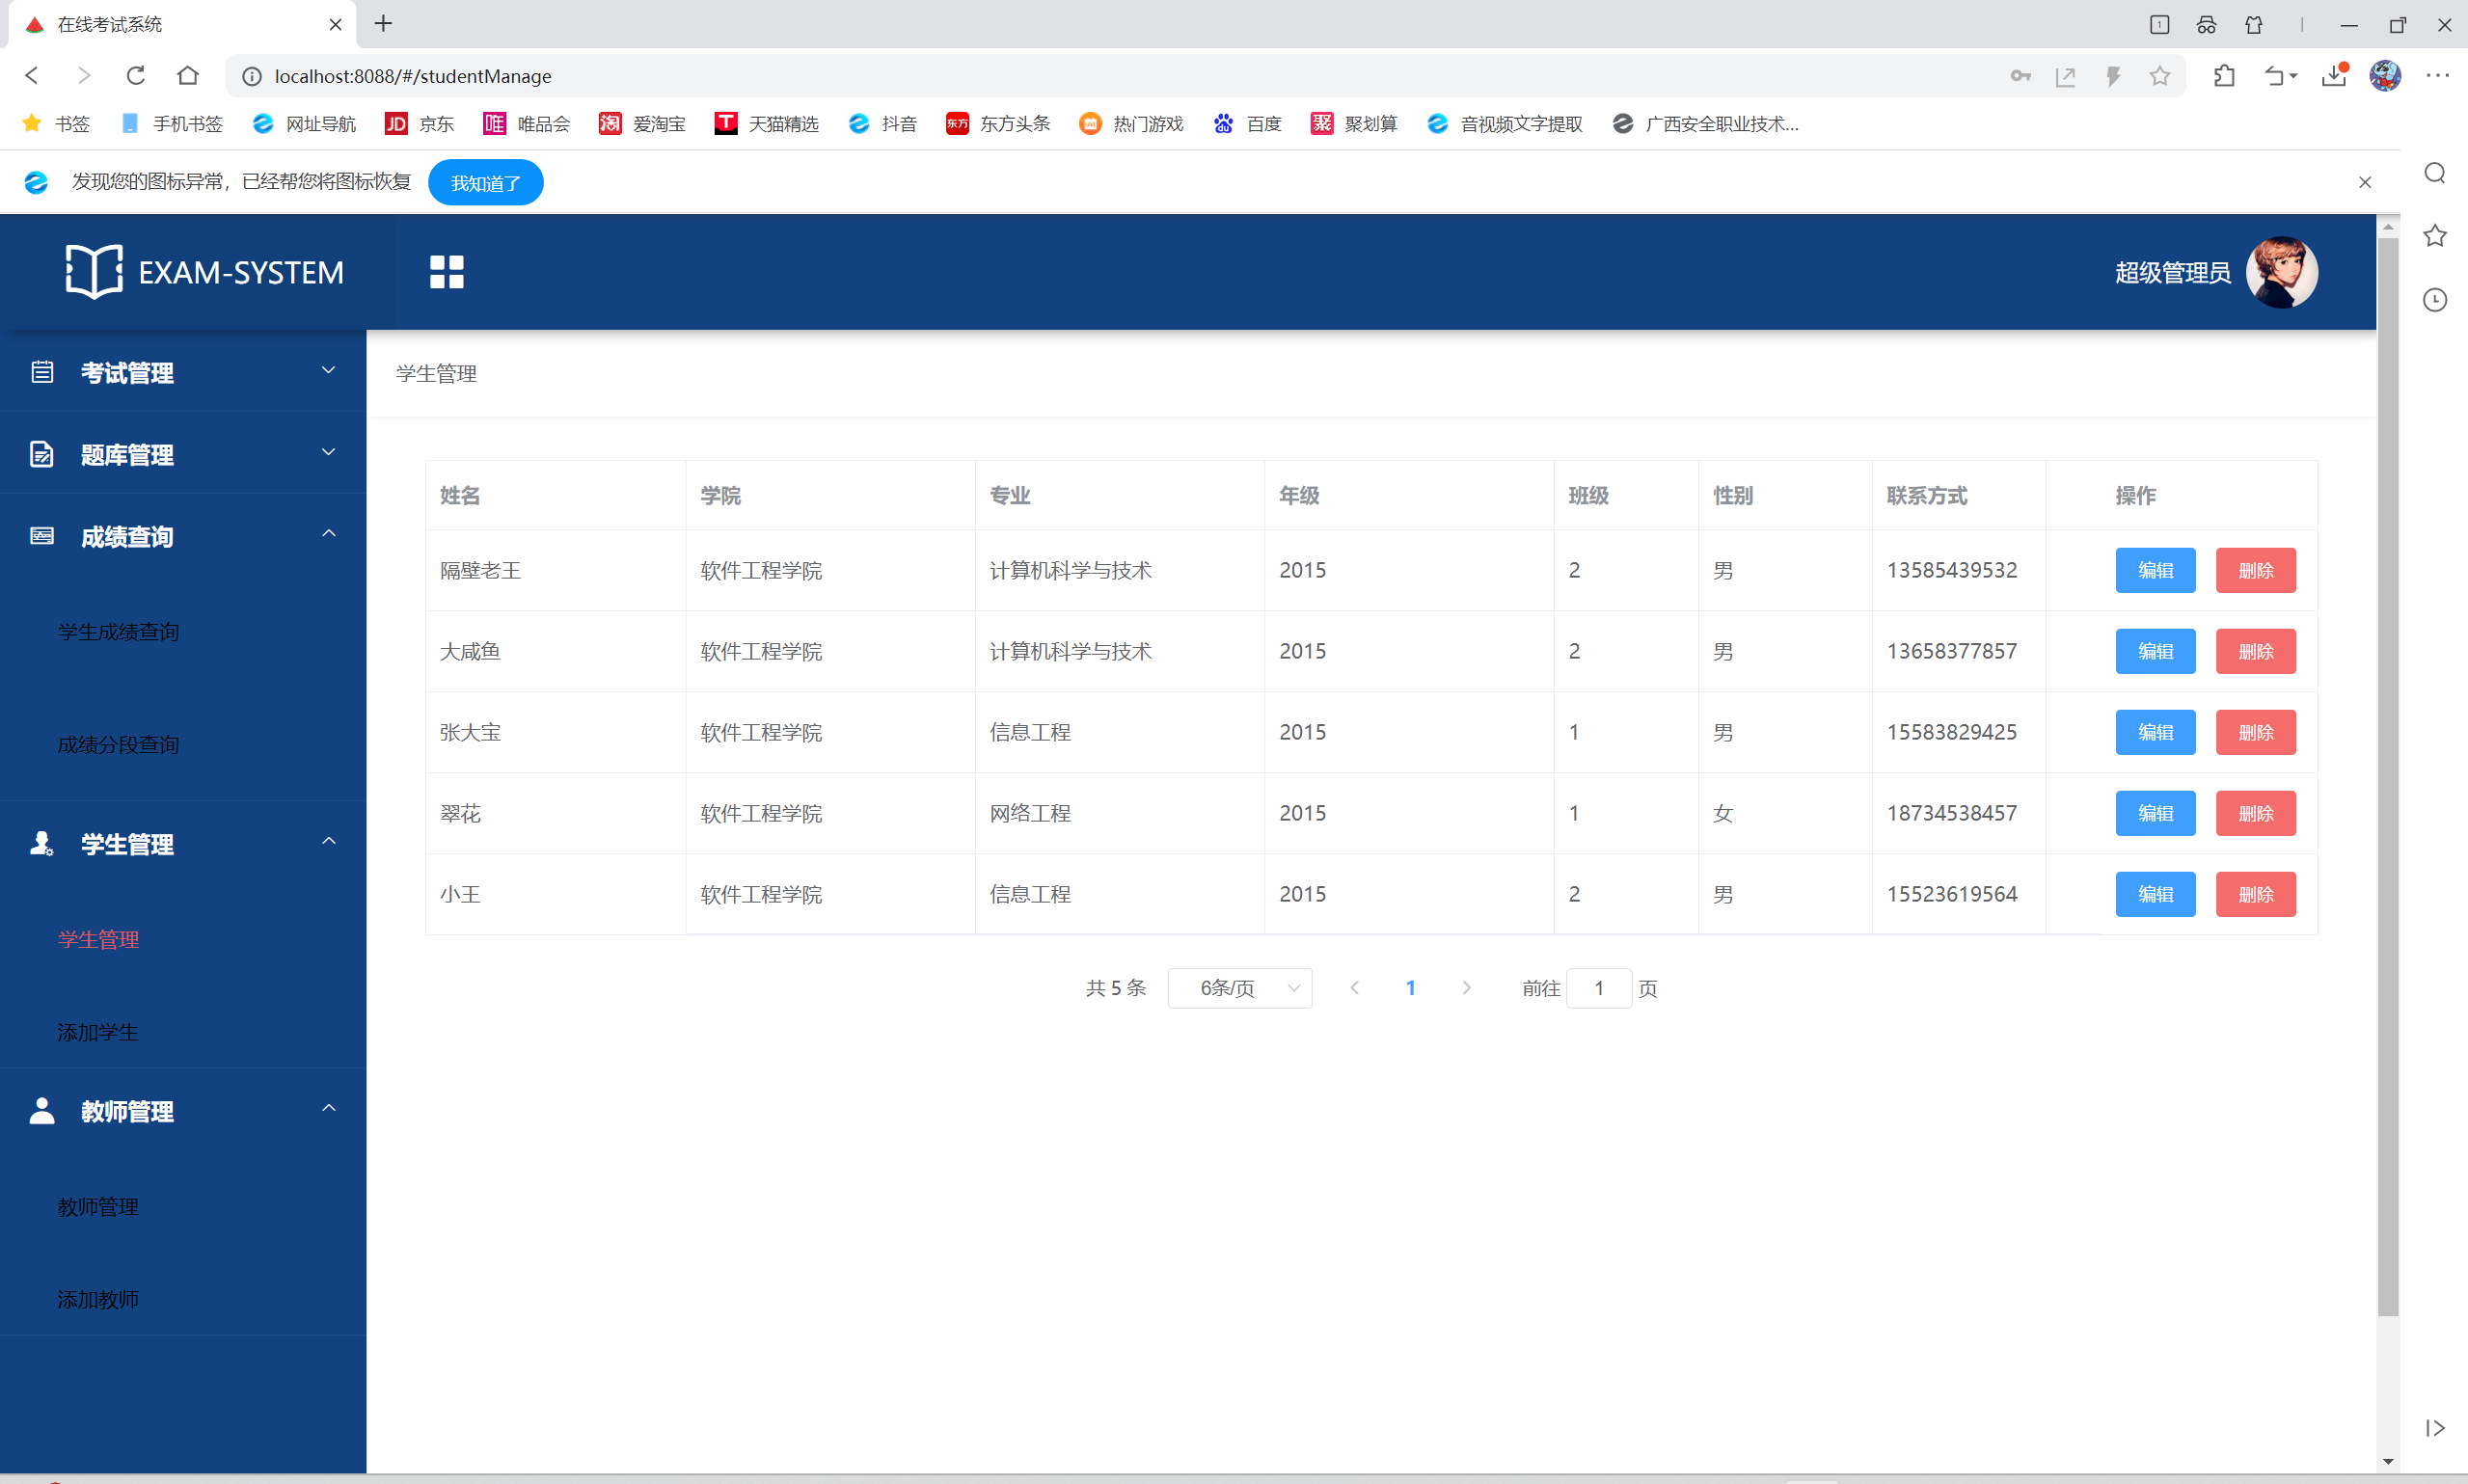 在线考试系统
localhost:8088/#/studentManage
书签 手机书签 网址导航 JD 京东 唯 唯品会 淘 爱淘宝 T 天猫精选 抖音 东方 东方头条 热门游戏 du 百度 聚 聚划算 音视频文字提取 广西安全职业技术...
发现您的图标异常，已经帮您将图标恢复 我知道了
EXAM-SYSTEM 超级管理员
考试管理
题库管理
成绩查询
学生成绩查询
成绩分段查询
学生管理
学生管理
添加学生
教师管理
教师管理
添加教师
学生管理
姓名 学院 专业 年级 班级 性别 联系方式 操作
隔壁老王 软件工程学院 计算机科学与技术 2015 2 男 13585439532 编辑 删除
大咸鱼 软件工程学院 计算机科学与技术 2015 2 男 13658377857 编辑 删除
张大宝 软件工程学院 信息工程 2015 1 男 15583829425 编辑 删除
翠花 软件工程学院 网络工程 2015 1 女 18734538457 编辑 删除
小王 软件工程学院 信息工程 2015 2 男 15523619564 编辑 删除
共 5 条 6条/页 1 前往 1 页